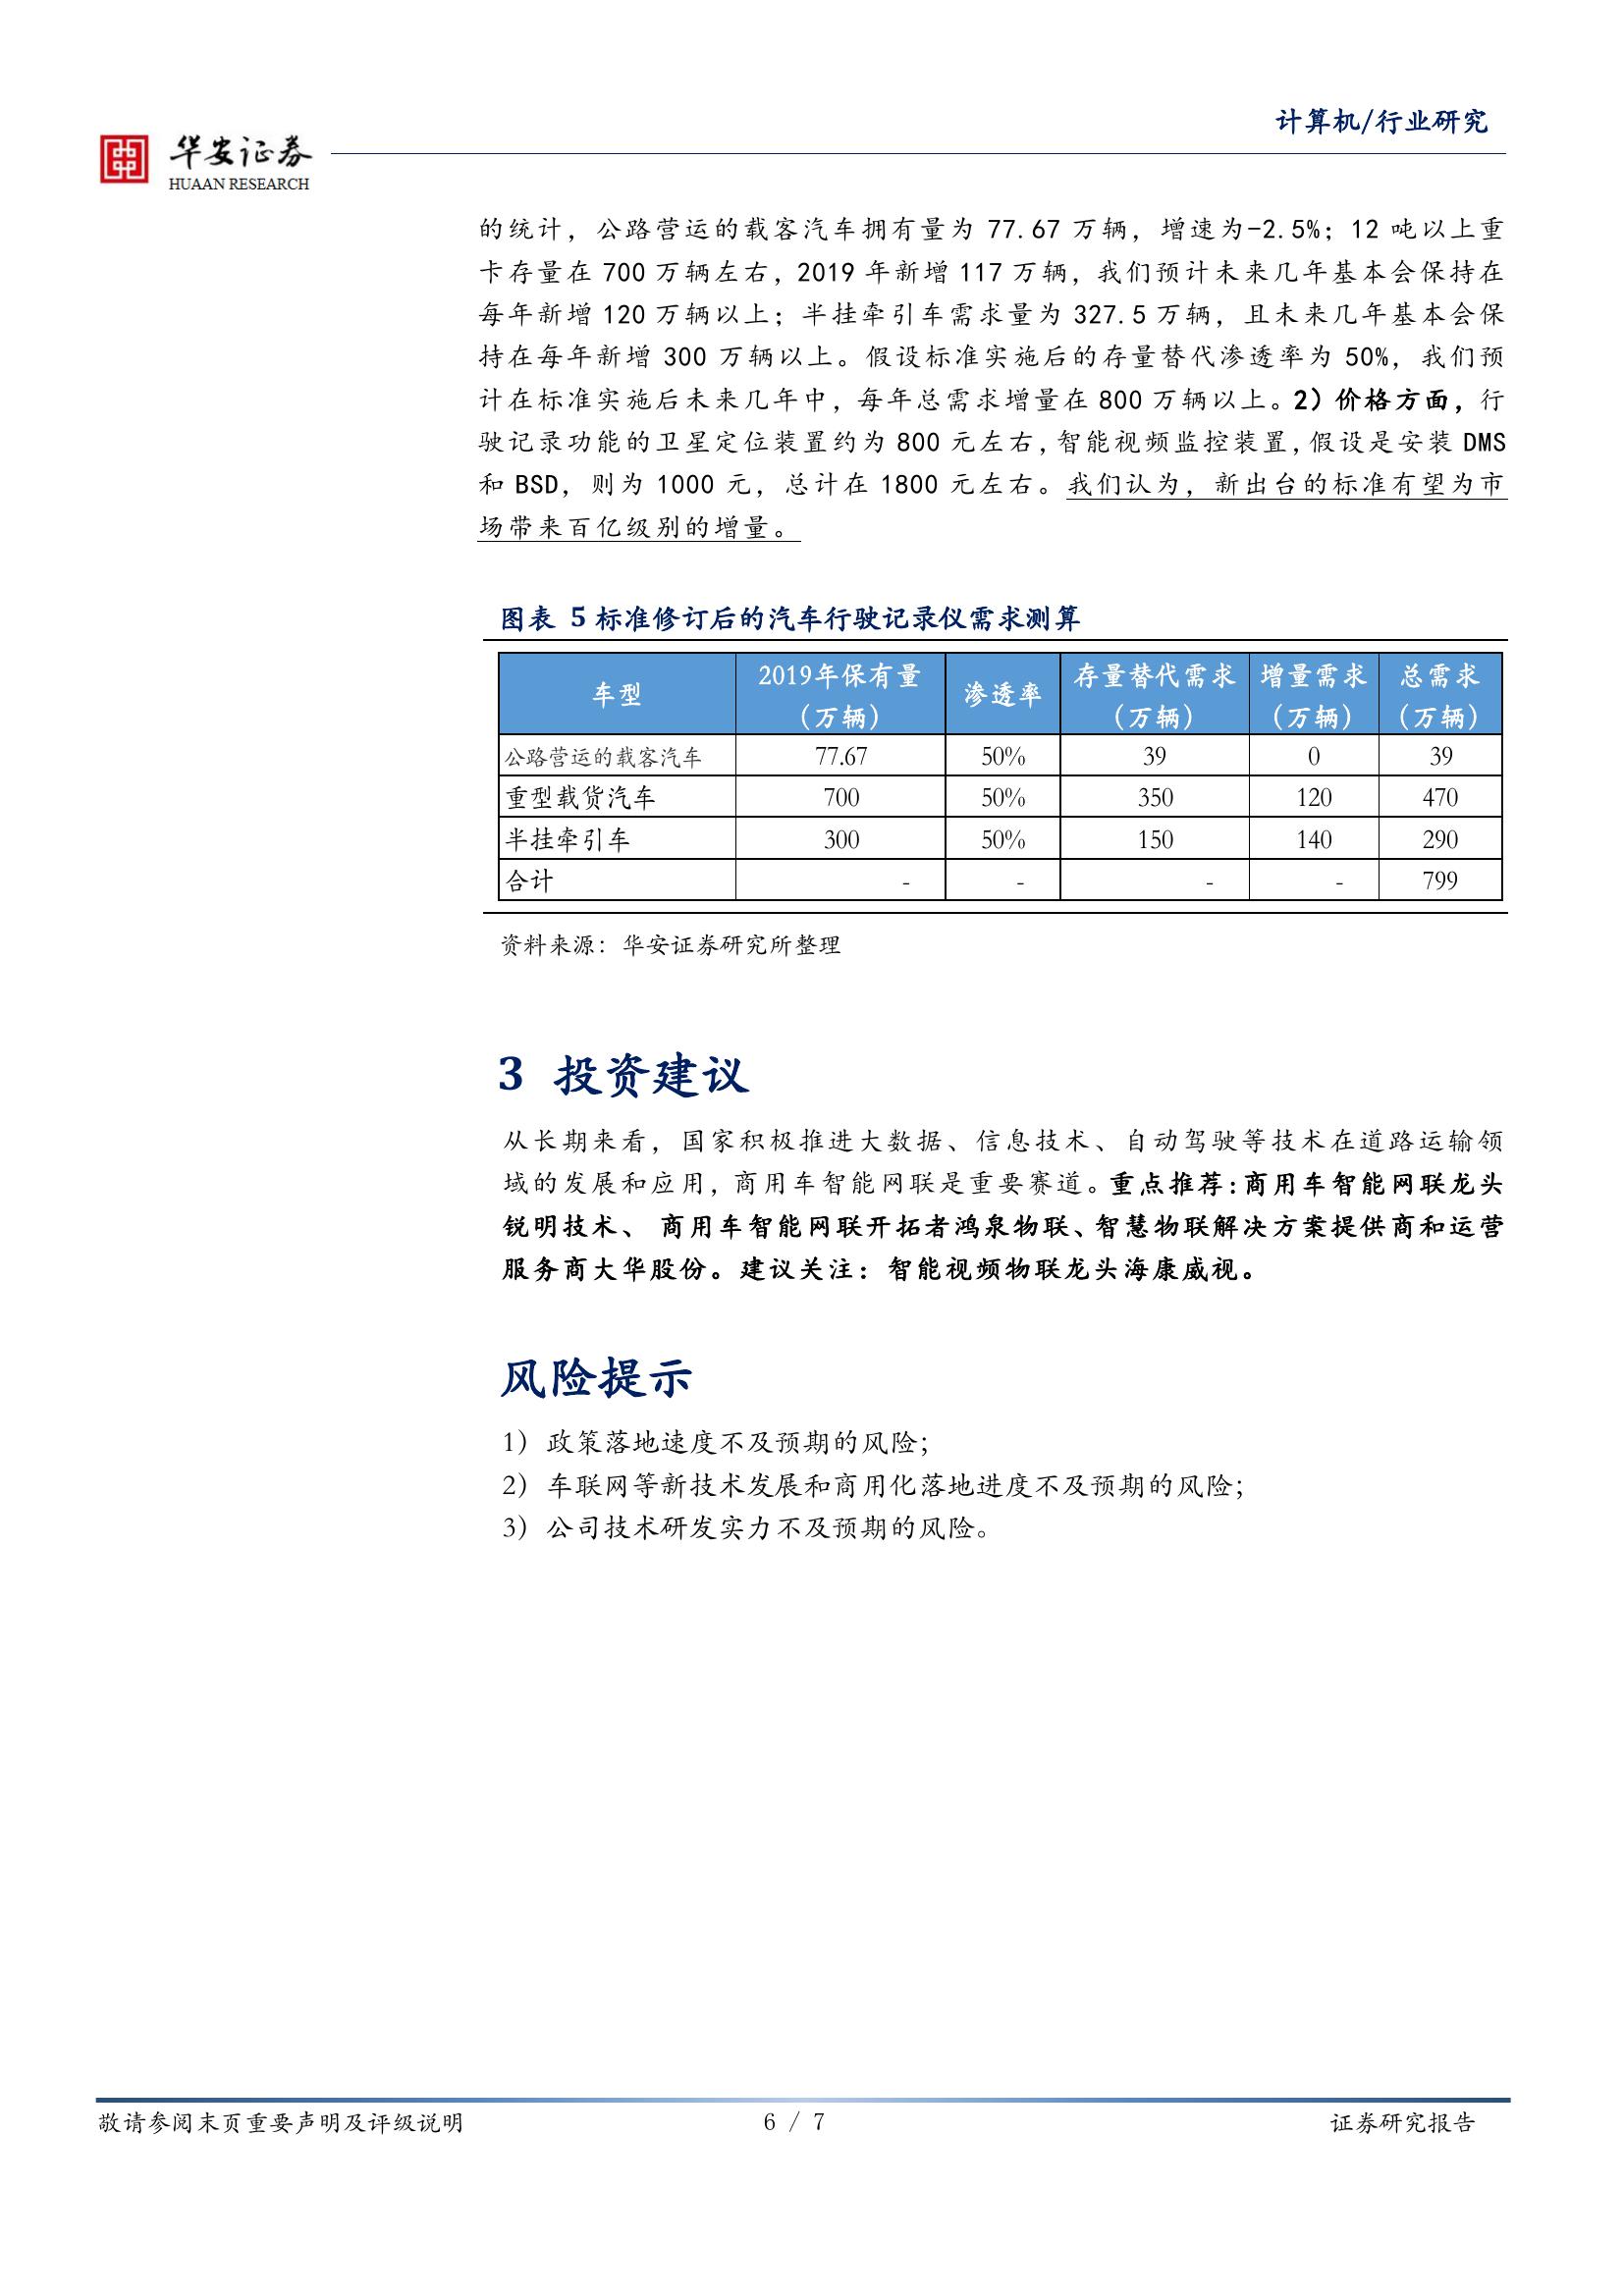 计算机/行业研究
华安证券
HUAAN RESEARCH
的统计，公路营运的载客汽车拥有量为 77.67 万辆，增速为-2.5%；12 吨以上重
卡存量在 700 万辆左右，2019 年新增 117 万辆，我们预计未来几年基本会保持在
每年新增 120 万辆以上；半挂牵引车需求量为 327.5 万辆，且未来几年基本会保
持在每年新增 300 万辆以上。假设标准实施后的存量替代渗透率为 50%，我们预
计在标准实施后未来几年中，每年总需求增量在 800 万辆以上。2）价格方面，行
驶记录功能的卫星定位装置约为 800 元左右，智能视频监控装置，假设是安装 DMS
和 BSD，则为 1000 元，总计在 1800 元左右。我们认为，新出台的标准有望为市
场带来百亿级别的增量。
图表 5 标准修订后的汽车行驶记录仪需求测算
车型 2019年保有量（万辆） 渗透率 存量替代需求（万辆） 增量需求（万辆） 总需求（万辆）
公路营运的载客汽车 77.67 50% 39 0 39
重型载货汽车 700 50% 350 120 470
半挂牵引车 300 50% 150 140 290
合计 - - - - 799
资料来源：华安证券研究所整理
3 投资建议
从长期来看，国家积极推进大数据、信息技术、自动驾驶等技术在道路运输领
域的发展和应用，商用车智能网联是重要赛道。重点推荐：商用车智能网联龙头
锐明技术、 商用车智能网联开拓者鸿泉物联、智慧物联解决方案提供商和运营
服务商大华股份。建议关注：智能视频物联龙头海康威视。
风险提示
1）政策落地速度不及预期的风险；
2）车联网等新技术发展和商用化落地进度不及预期的风险；
3）公司技术研发实力不及预期的风险。
敬请参阅末页重要声明及评级说明 6 / 7 证券研究报告